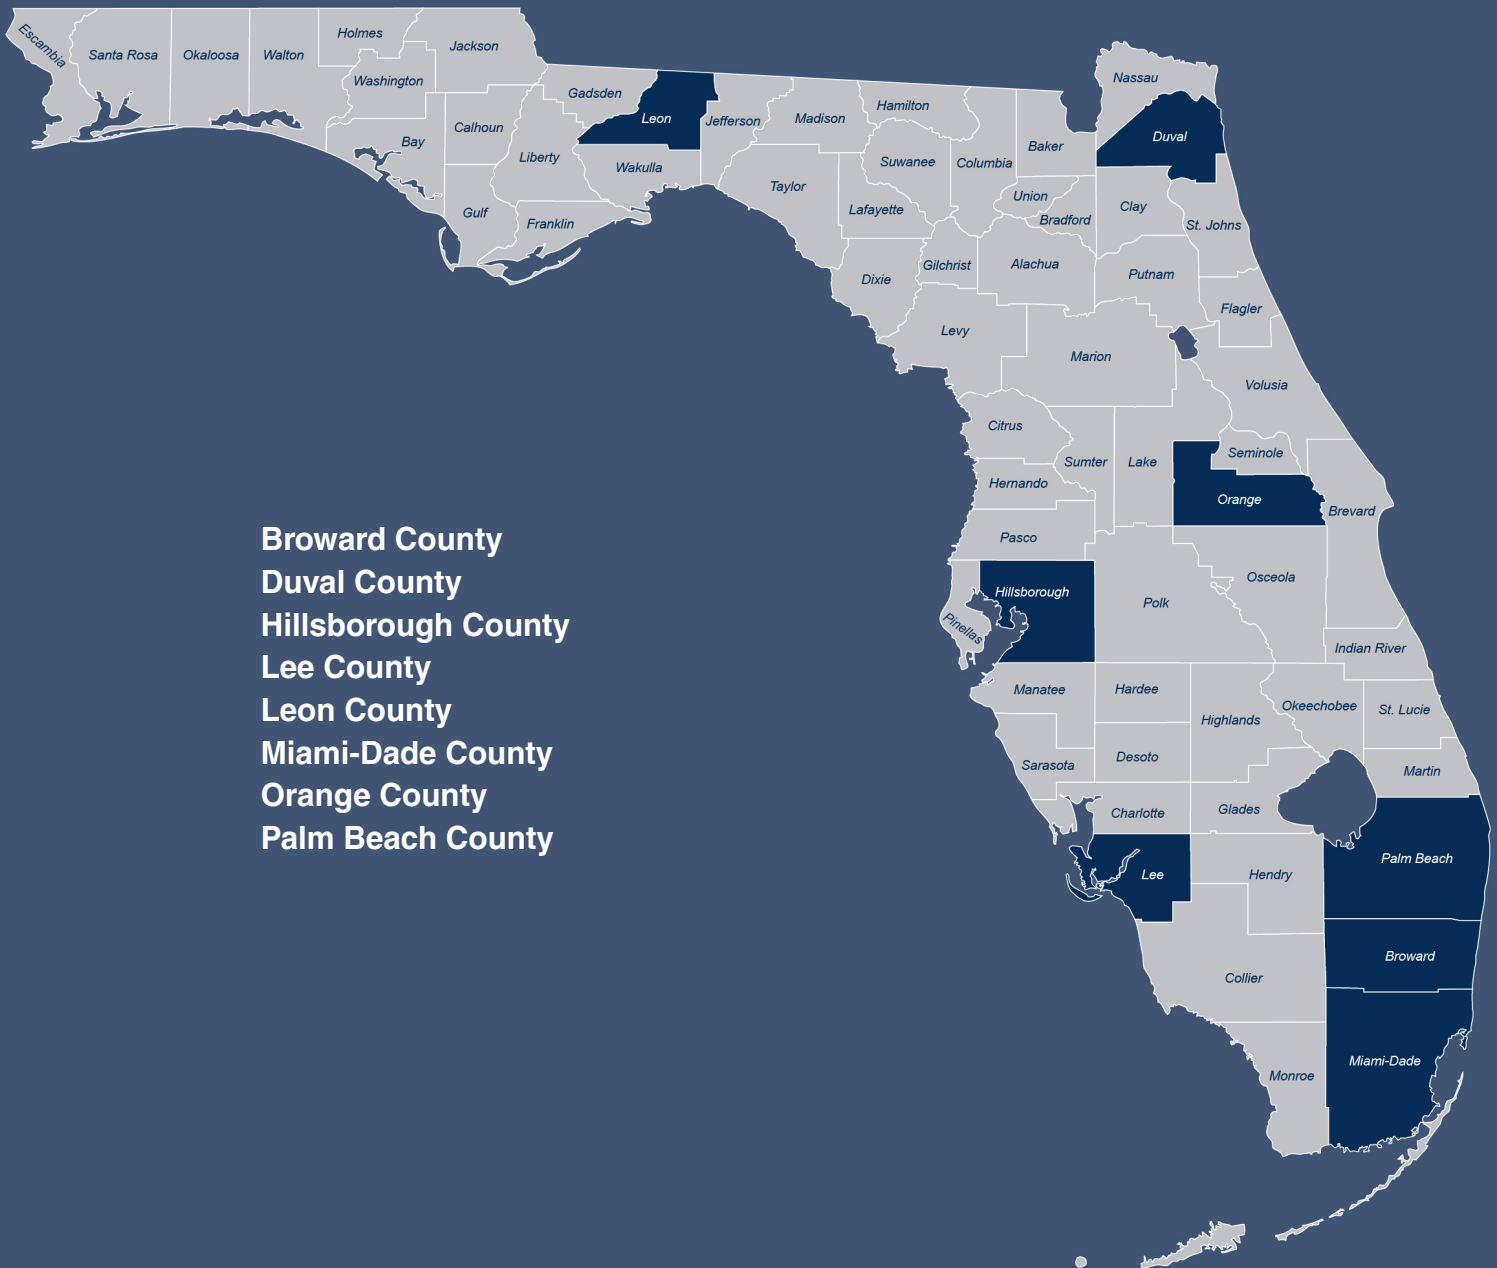 Escambia
Santa Rosa
Okaloosa
Walton
Holmes
Jackson
Washington
Gadsden
Leon
Jefferson
Madison
Hamilton
Nassau
Duval
Bay
Calhoun
Liberty
Wakulla
Taylor
Suwanee
Columbia
Baker
Gulf
Franklin
Lafayette
Union
Bradford
Clay
St. Johns
Dixie
Gilchrist
Alachua
Putnam
Flagler
Levy
Marion
Volusia
Citrus
Sumter
Lake
Seminole
Hernando
Orange
Brevard
Pasco
Hillsborough
Polk
Osceola
Pinellas
Indian River
Manatee
Hardee
Highlands
Okeechobee
St. Lucie
Sarasota
Desoto
Martin
Charlotte
Glades
Palm Beach
Lee
Hendry
Broward
Collier
Miami-Dade
Monroe
Broward County
Duval County
Hillsborough County
Lee County
Leon County
Miami-Dade County
Orange County
Palm Beach County